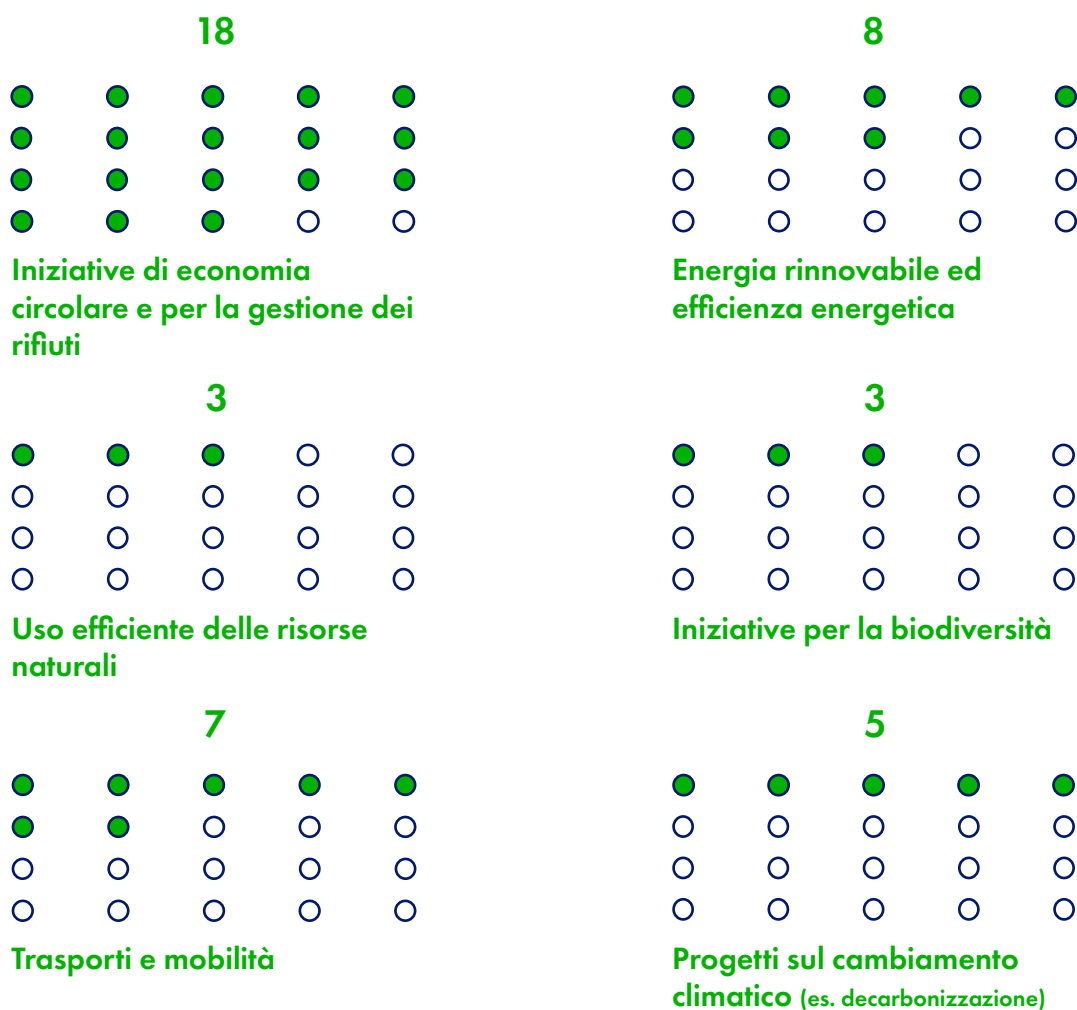 18
Iniziative di economia
circolare e per la gestione dei
rifiuti
8
Energia rinnovabile ed
efficienza energetica
3
Uso efficiente delle risorse
naturali
3
Iniziative per la biodiversità
7
Trasporti e mobilità
5
Progetti sul cambiamento
climatico (es. decarbonizzazione)